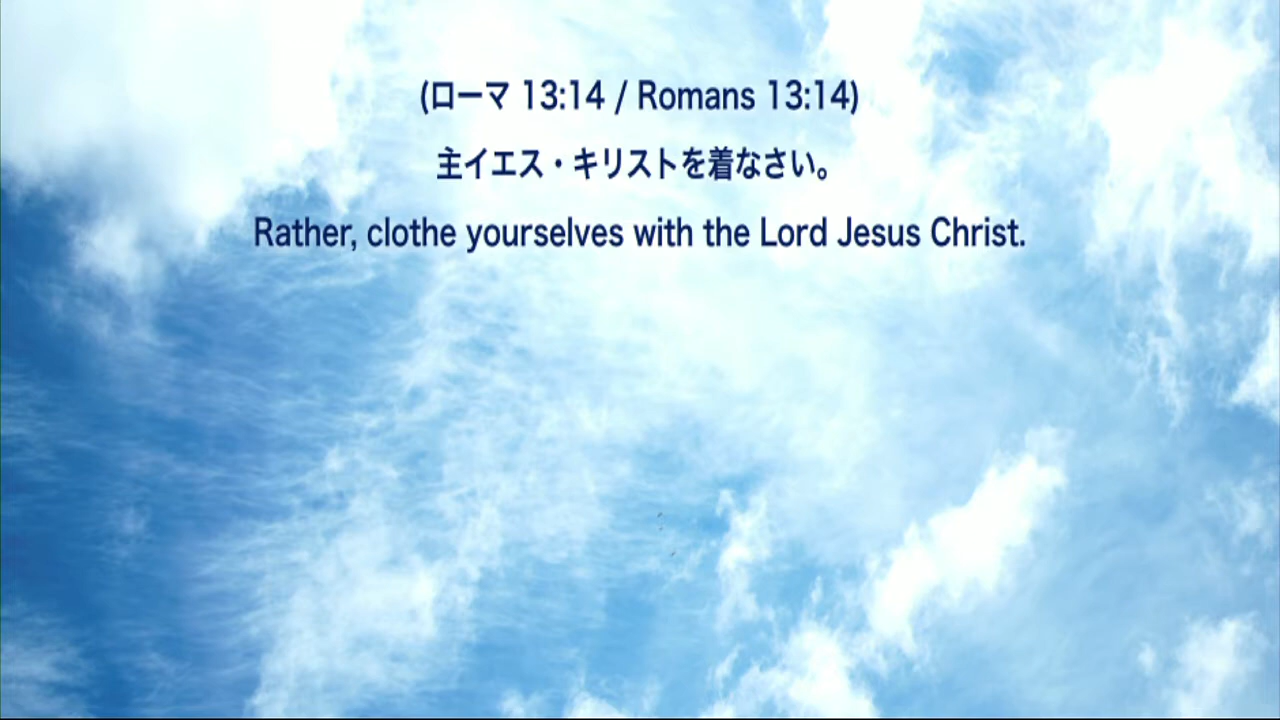 (ローマ 13:14 / Romans 13:14)
主イエス・キリストを着なさい。
Rather, clothe yourselves with the Lord Jesus Christ.